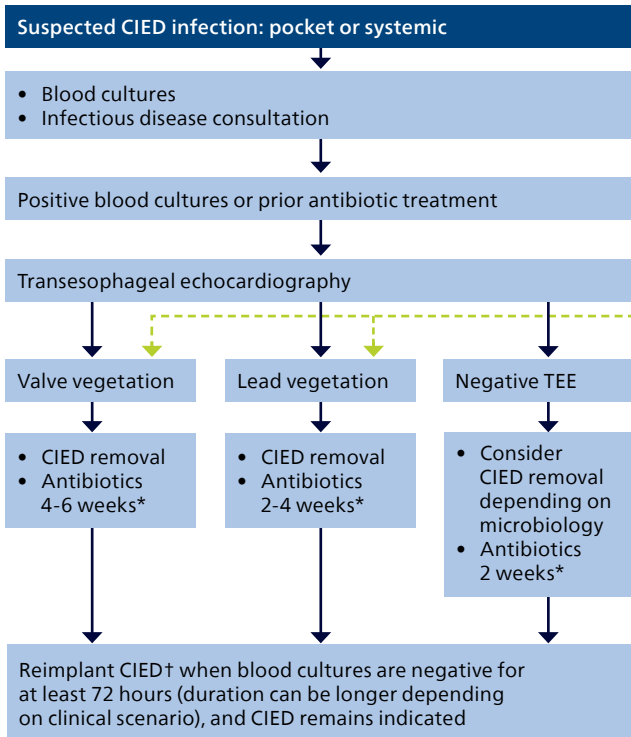 Suspected CIED infection: pocket or systemic
• Blood cultures
• Infectious disease consultation
Positive blood cultures or prior antibiotic treatment
Transesophageal echocardiography
Valve vegetation
Lead vegetation
Negative TEE
• CIED removal
• Antibiotics
4-6 weeks*
• CIED removal
• Antibiotics
2-4 weeks*
• Consider
CIED removal
depending on
microbiology
• Antibiotics
2 weeks*
Reimplant CIED† when blood cultures are negative for
at least 72 hours (duration can be longer depending
on clinical scenario), and CIED remains indicated